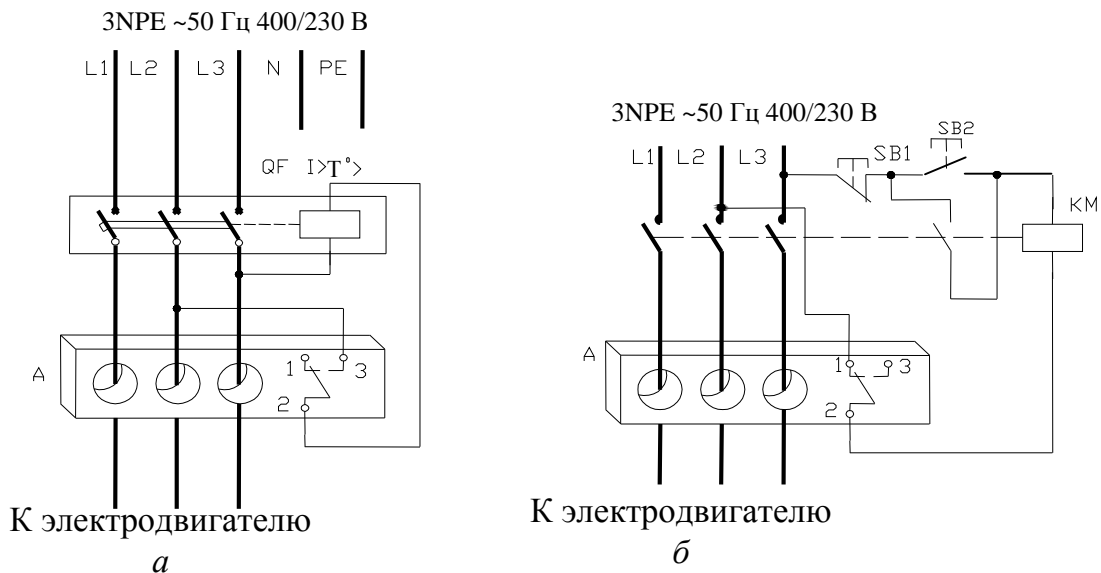 3NPE ~50 Гц 400/230 В
L1 L2 L3 N PE
QF I>T°>
A
1 3
2
К электродвигателю
а
3NPE ~50 Гц 400/230 В
L1 L2 L3 SB1 SB2
KM
A
1 3
2
К электродвигателю
б